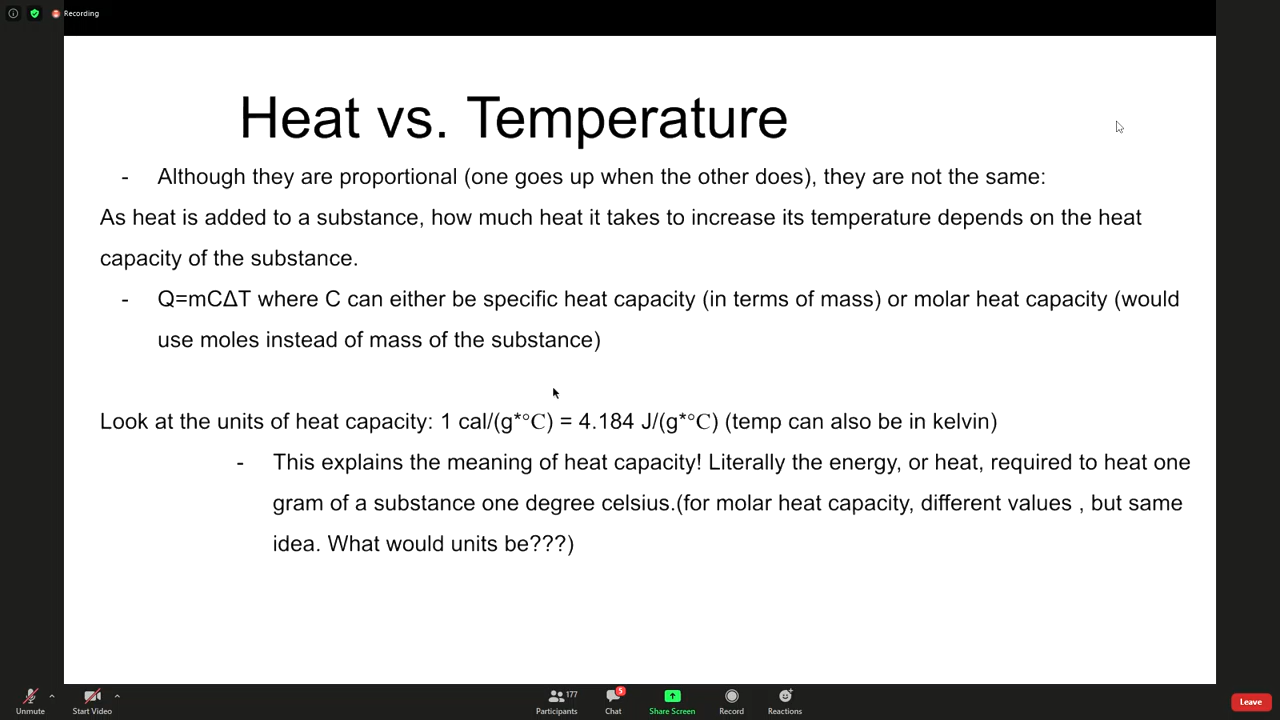 Recording
Heat vs. Temperature
- Although they are proportional (one goes up when the other does), they are not the same:
As heat is added to a substance, how much heat it takes to increase its temperature depends on the heat
capacity of the substance.
- Q=mCΔT where C can either be specific heat capacity (in terms of mass) or molar heat capacity (would
use moles instead of mass of the substance)
Look at the units of heat capacity: 1 cal/(g*°C) = 4.184 J/(g*°C) (temp can also be in kelvin)
- This explains the meaning of heat capacity! Literally the energy, or heat, required to heat one
gram of a substance one degree celsius.(for molar heat capacity, different values , but same
idea. What would units be???)
177
5
Unmute Start Video Participants Chat Share Screen Record Reactions Leave